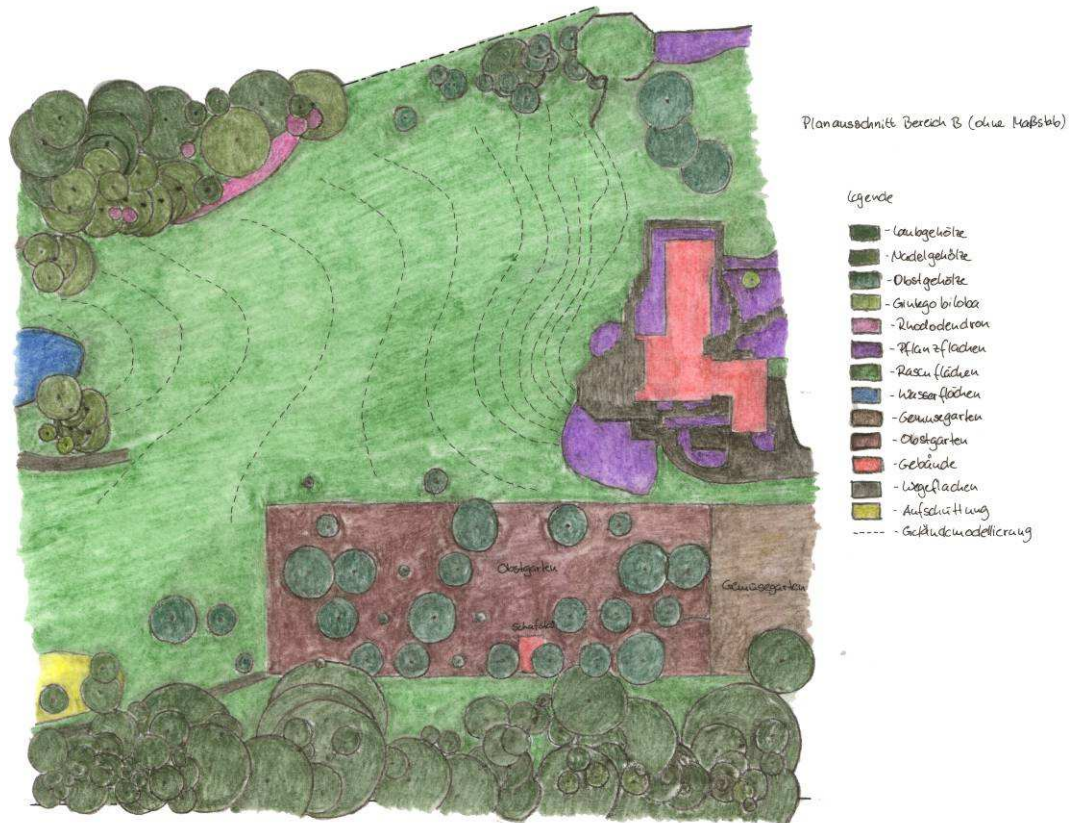 Planausschnitt Bereich B (ohne Maßstab)
Legende
- Laubgehölze
- Nadelgehölze
- Obstgehölze
- Ginkgo biloba
- Rhododendron
- Pflanzflächen
- Rasenflächen
- Wasserflächen
- Gemüsegarten
- Obstgarten
- Gebäude
- Wegeflächen
- Aufschüttung
- Geländemodellierung
Obstgarten
Gemüsegarten